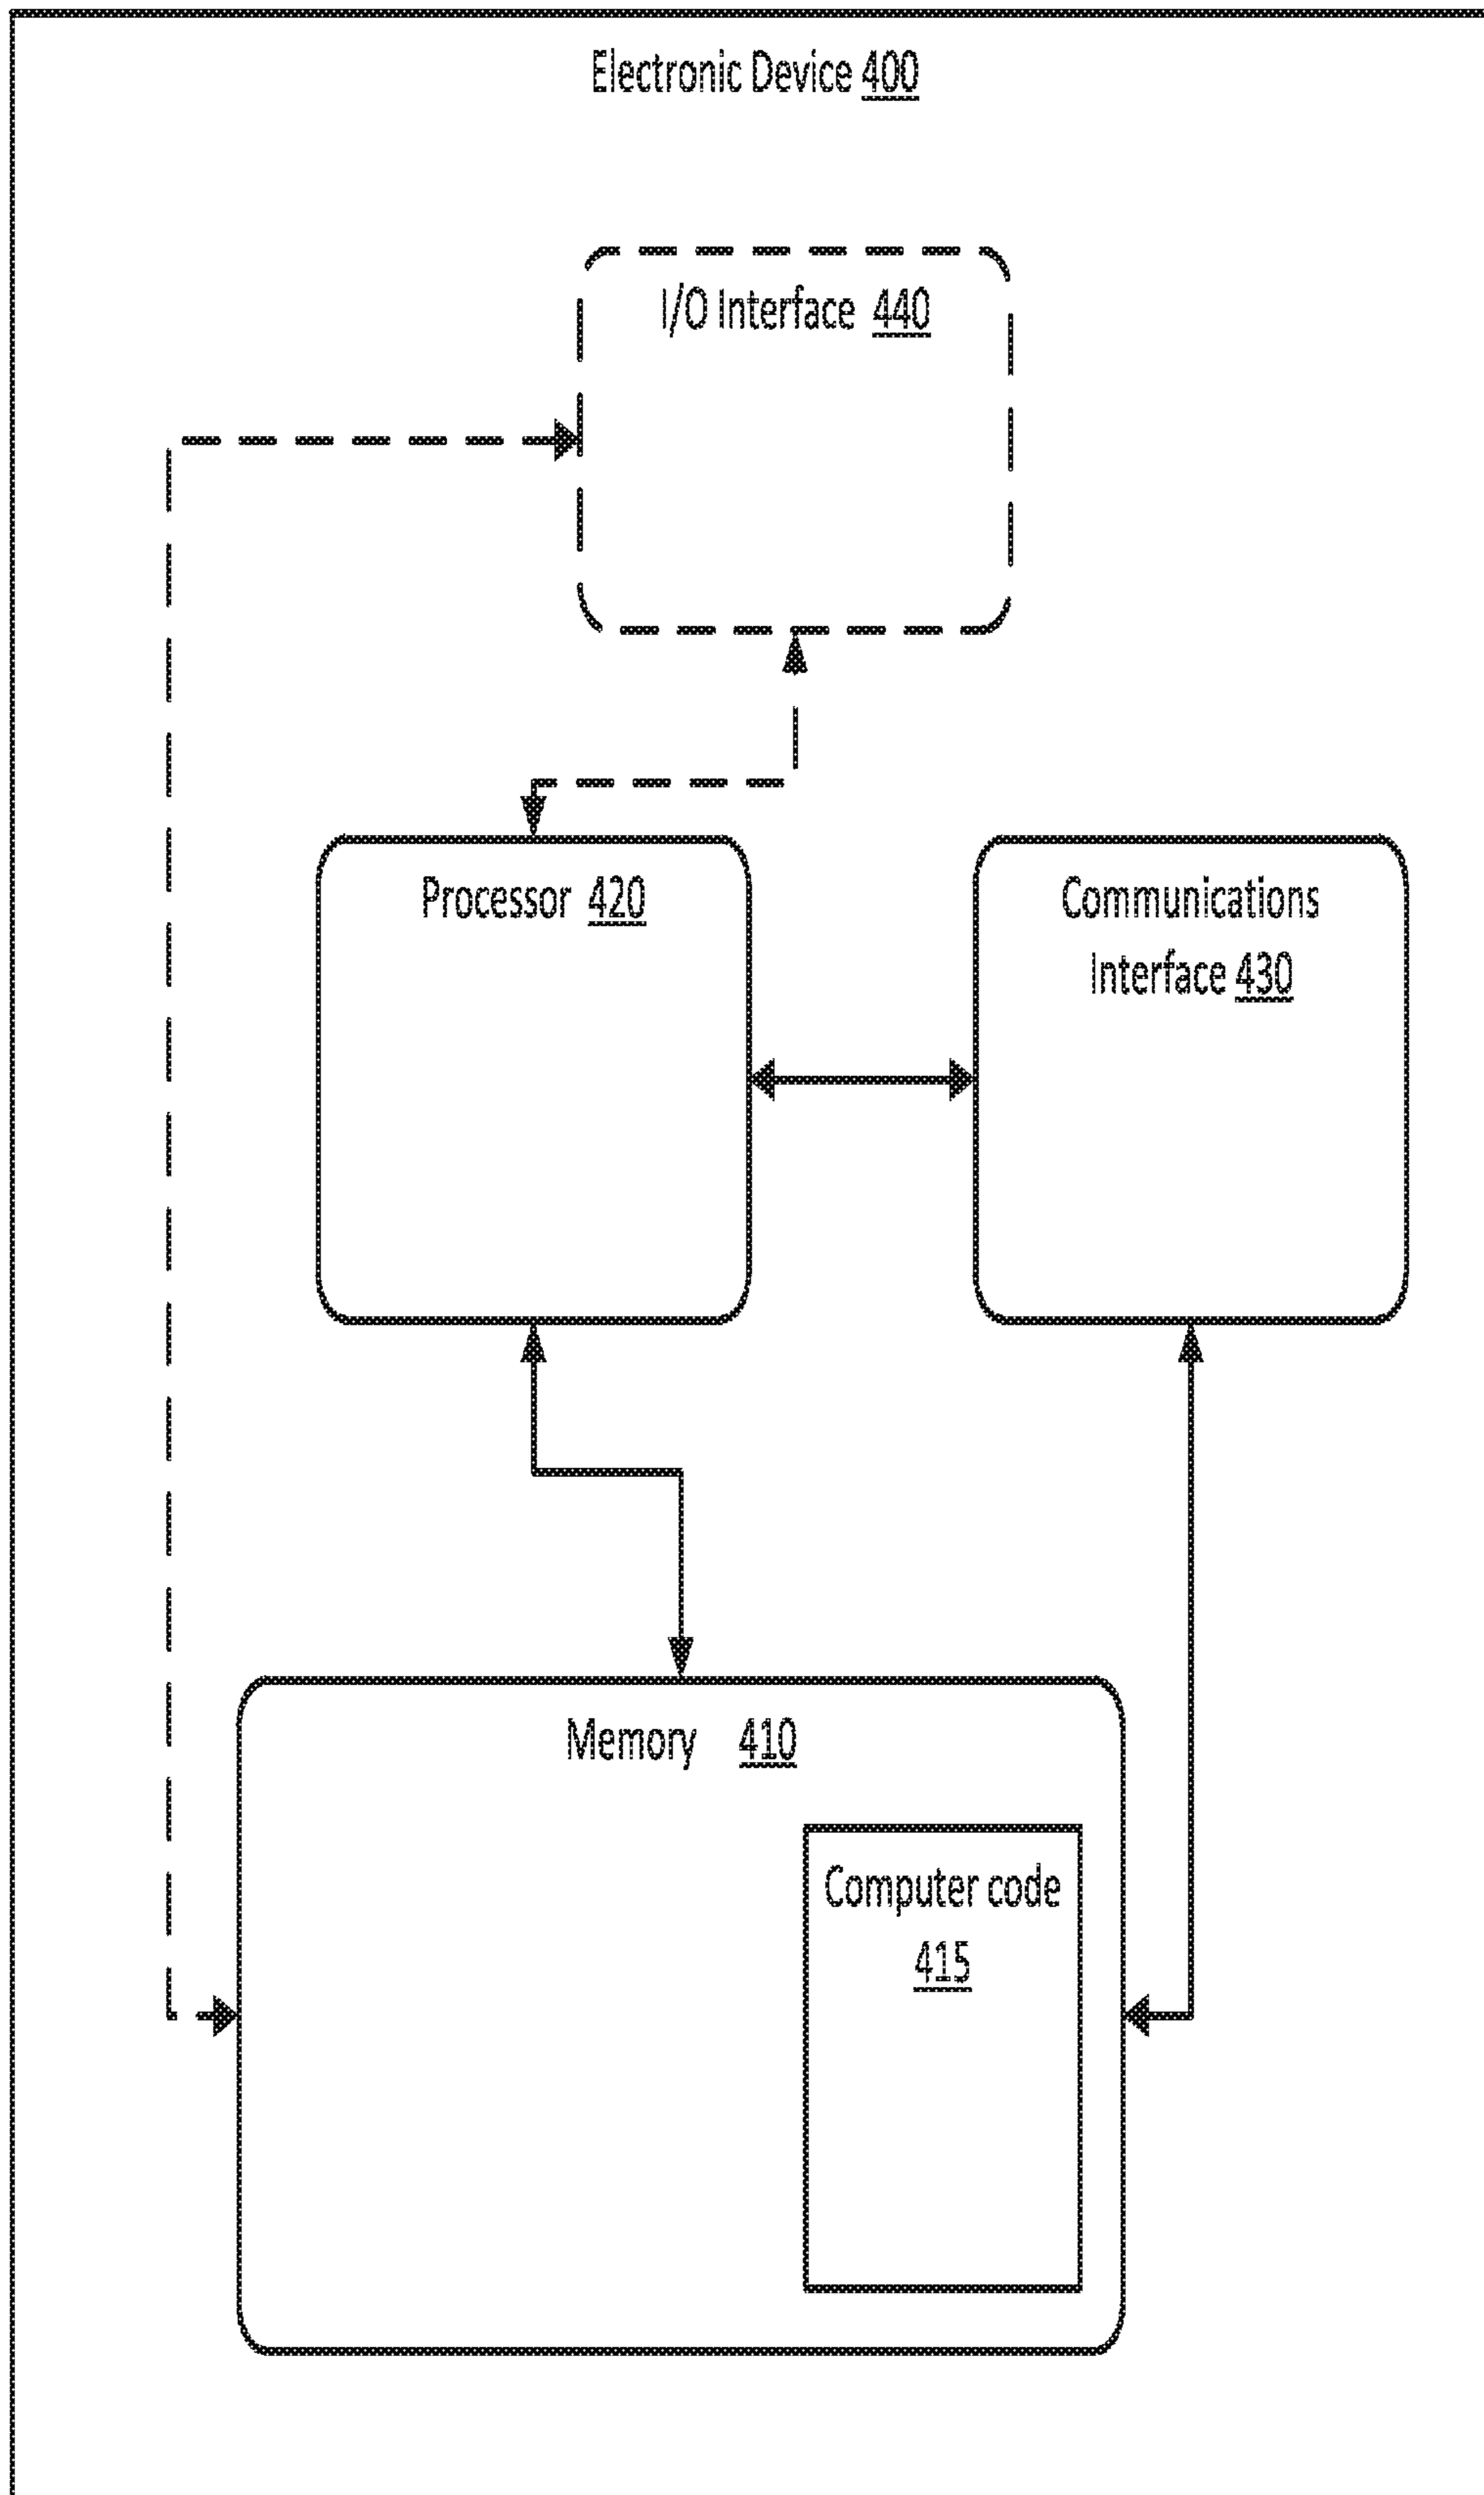 Electronic Device 400
I/O Interface 440
Processor 420
Communications
Interface 430
Memory 410
Computer code
415